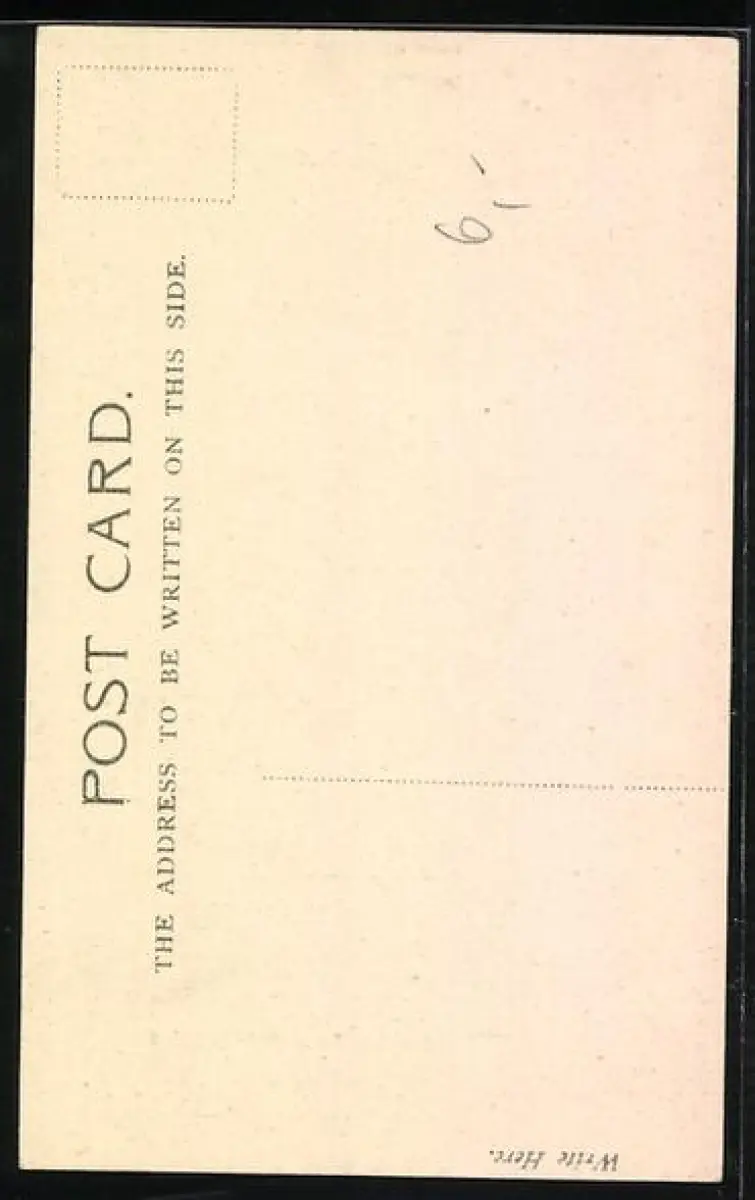 POST CARD.
THE ADDRESS TO BE WRITTEN ON THIS SIDE.
6,-
Write Here.